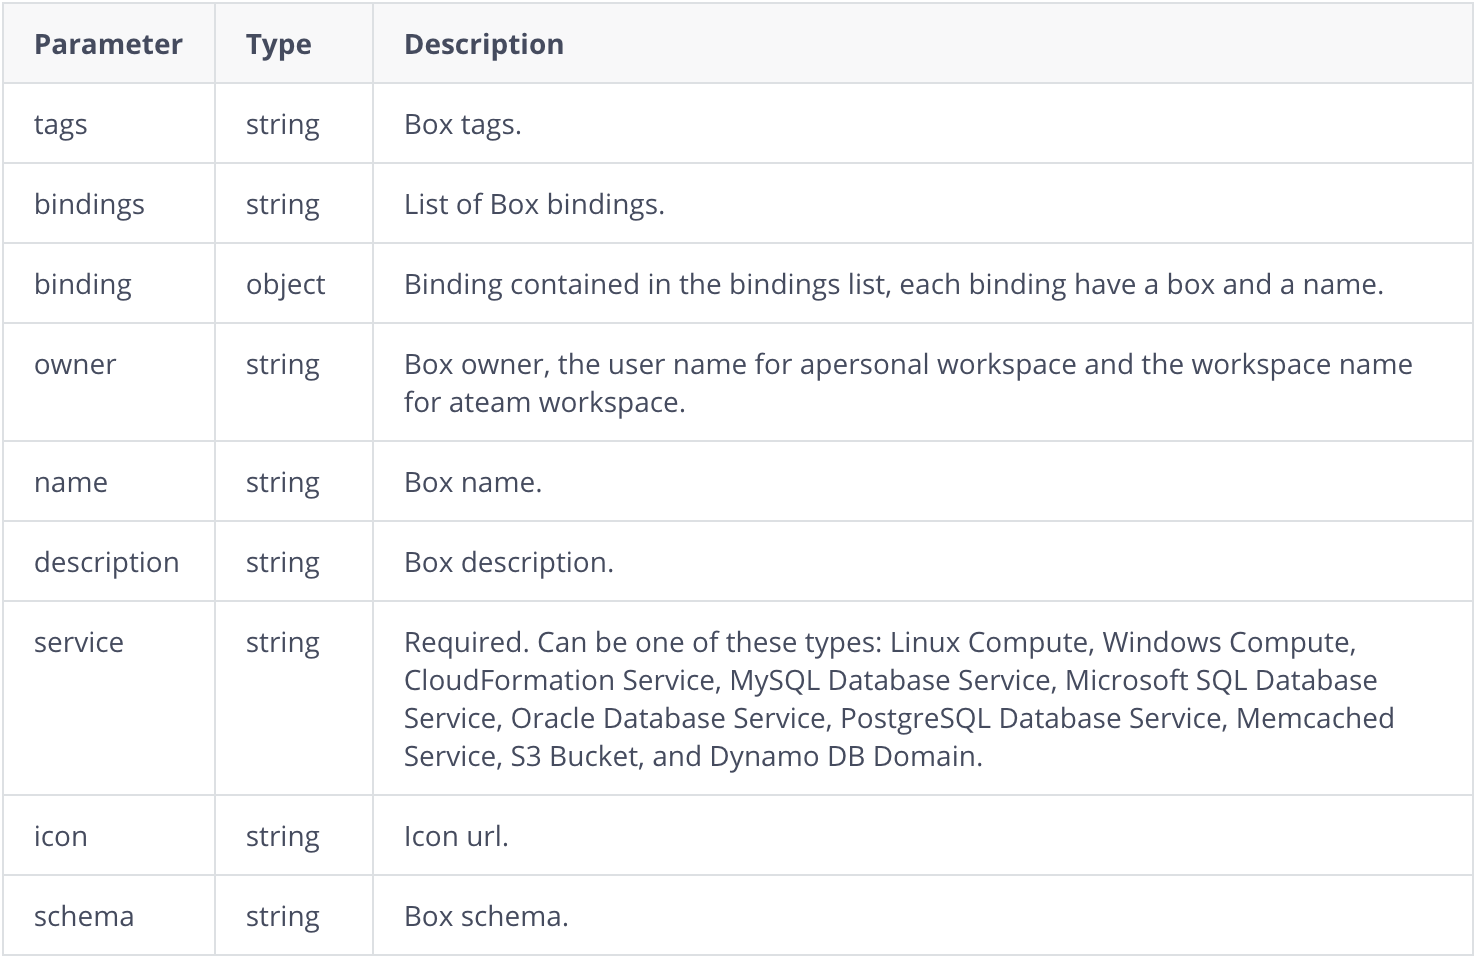 Parameter Type Description
tags string Box tags.
bindings string List of Box bindings.
binding object Binding contained in the bindings list, each binding have a box and a name.
owner string Box owner, the user name for apersonal workspace and the workspace name
for ateam workspace.
name string Box name.
description string Box description.
service string Required. Can be one of these types: Linux Compute, Windows Compute,
CloudFormation Service, MySQL Database Service, Microsoft SQL Database
Service, Oracle Database Service, PostgreSQL Database Service, Memcached
Service, S3 Bucket, and Dynamo DB Domain.
icon string Icon url.
schema string Box schema.